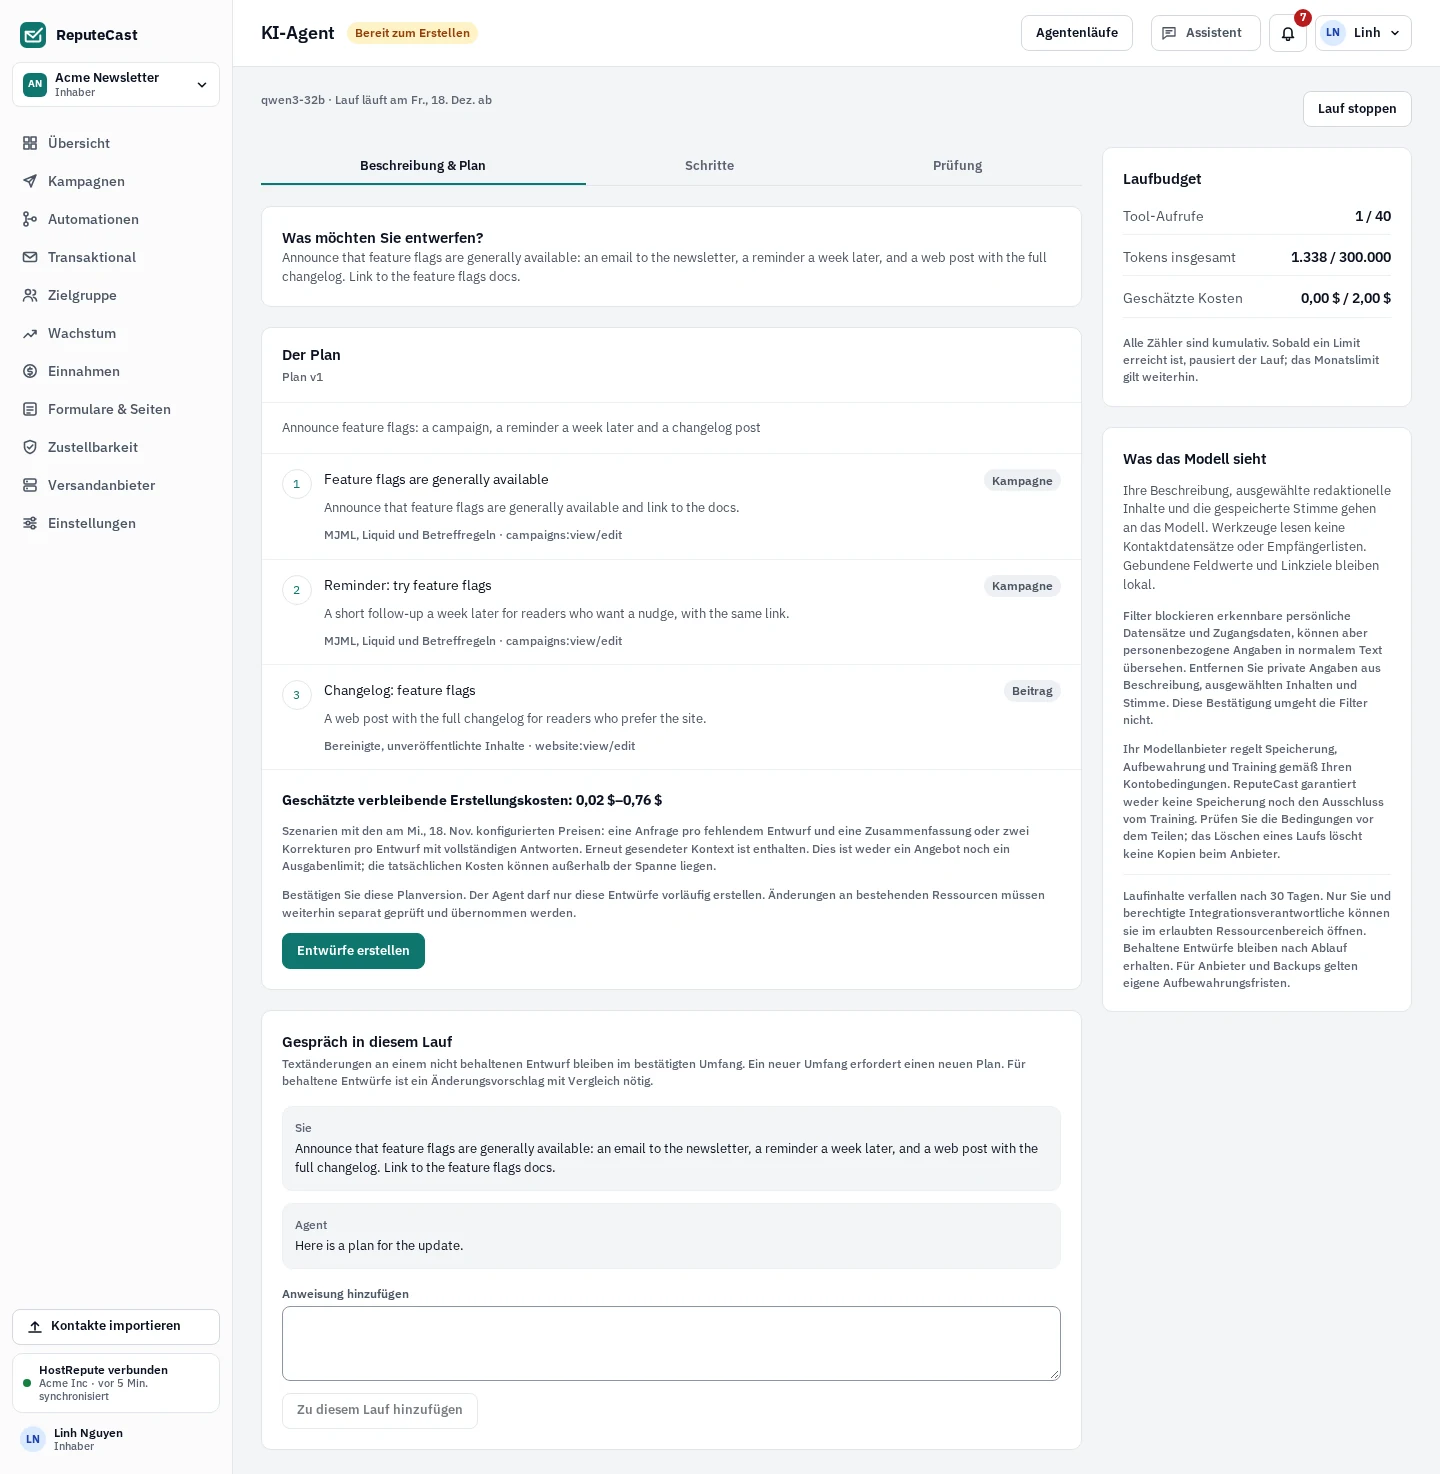 ReputeCast
AN
Acme Newsletter
Inhaber
Übersicht
Kampagnen
Automationen
Transaktional
Zielgruppe
Wachstum
Einnahmen
Formulare & Seiten
Zustellbarkeit
Versandanbieter
Einstellungen
Kontakte importieren
HostRepute verbunden
Acme Inc · vor 5 Min.
synchronisiert
LN
Linh Nguyen
Inhaber
KI-Agent
Bereit zum Erstellen
Agentenläufe
Assistent
7
LN
Linh
qwen3-32b · Lauf läuft am Fr., 18. Dez. ab
Lauf stoppen
Beschreibung & Plan
Schritte
Prüfung
Was möchten Sie entwerfen?
Announce that feature flags are generally available: an email to the newsletter, a reminder a week later, and a web post with the full
changelog. Link to the feature flags docs.
Der Plan
Plan v1
Announce feature flags: a campaign, a reminder a week later and a changelog post
1
Feature flags are generally available
Kampagne
Announce that feature flags are generally available and link to the docs.
MJML, Liquid und Betreffregeln · campaigns:view/edit
2
Reminder: try feature flags
Kampagne
A short follow-up a week later for readers who want a nudge, with the same link.
MJML, Liquid und Betreffregeln · campaigns:view/edit
3
Changelog: feature flags
Beitrag
A web post with the full changelog for readers who prefer the site.
Bereinigte, unveröffentlichte Inhalte · website:view/edit
Geschätzte verbleibende Erstellungskosten: 0,02 $–0,76 $
Szenarien mit den am Mi., 18. Nov. konfigurierten Preisen: eine Anfrage pro fehlendem Entwurf und eine Zusammenfassung oder zwei
Korrekturen pro Entwurf mit vollständigen Antworten. Erneut gesendeter Kontext ist enthalten. Dies ist weder ein Angebot noch ein
Ausgabenlimit; die tatsächlichen Kosten können außerhalb der Spanne liegen.
Bestätigen Sie diese Planversion. Der Agent darf nur diese Entwürfe vorläufig erstellen. Änderungen an bestehenden Ressourcen müssen
weiterhin separat geprüft und übernommen werden.
Entwürfe erstellen
Gespräch in diesem Lauf
Textänderungen an einem nicht behaltenen Entwurf bleiben im bestätigten Umfang. Ein neuer Umfang erfordert einen neuen Plan. Für
behaltene Entwürfe ist ein Änderungsvorschlag mit Vergleich nötig.
Sie
Announce that feature flags are generally available: an email to the newsletter, a reminder a week later, and a web post with the
full changelog. Link to the feature flags docs.
Agent
Here is a plan for the update.
Anweisung hinzufügen
Zu diesem Lauf hinzufügen
Laufbudget
Tool-Aufrufe
1 / 40
Tokens insgesamt
1.338 / 300.000
Geschätzte Kosten
0,00 $ / 2,00 $
Alle Zähler sind kumulativ. Sobald ein Limit
erreicht ist, pausiert der Lauf; das Monatslimit
gilt weiterhin.
Was das Modell sieht
Ihre Beschreibung, ausgewählte redaktionelle
Inhalte und die gespeicherte Stimme gehen
an das Modell. Werkzeuge lesen keine
Kontaktdatensätze oder Empfängerlisten.
Gebundene Feldwerte und Linkziele bleiben
lokal.
Filter blockieren erkennbare persönliche
Datensätze und Zugangsdaten, können aber
personenbezogene Angaben in normalem Text
übersehen. Entfernen Sie private Angaben aus
Beschreibung, ausgewählten Inhalten und
Stimme. Diese Bestätigung umgeht die Filter
nicht.
Ihr Modellanbieter regelt Speicherung,
Aufbewahrung und Training gemäß Ihren
Kontobedingungen. ReputeCast garantiert
weder keine Speicherung noch den Ausschluss
vom Training. Prüfen Sie die Bedingungen vor
dem Teilen; das Löschen eines Laufs löscht
keine Kopien beim Anbieter.
Laufinhalte verfallen nach 30 Tagen. Nur Sie und
berechtigte Integrationsverantwortliche können
sie im erlaubten Ressourcenbereich öffnen.
Behaltene Entwürfe bleiben nach Ablauf
erhalten. Für Anbieter und Backups gelten
eigene Aufbewahrungsfristen.